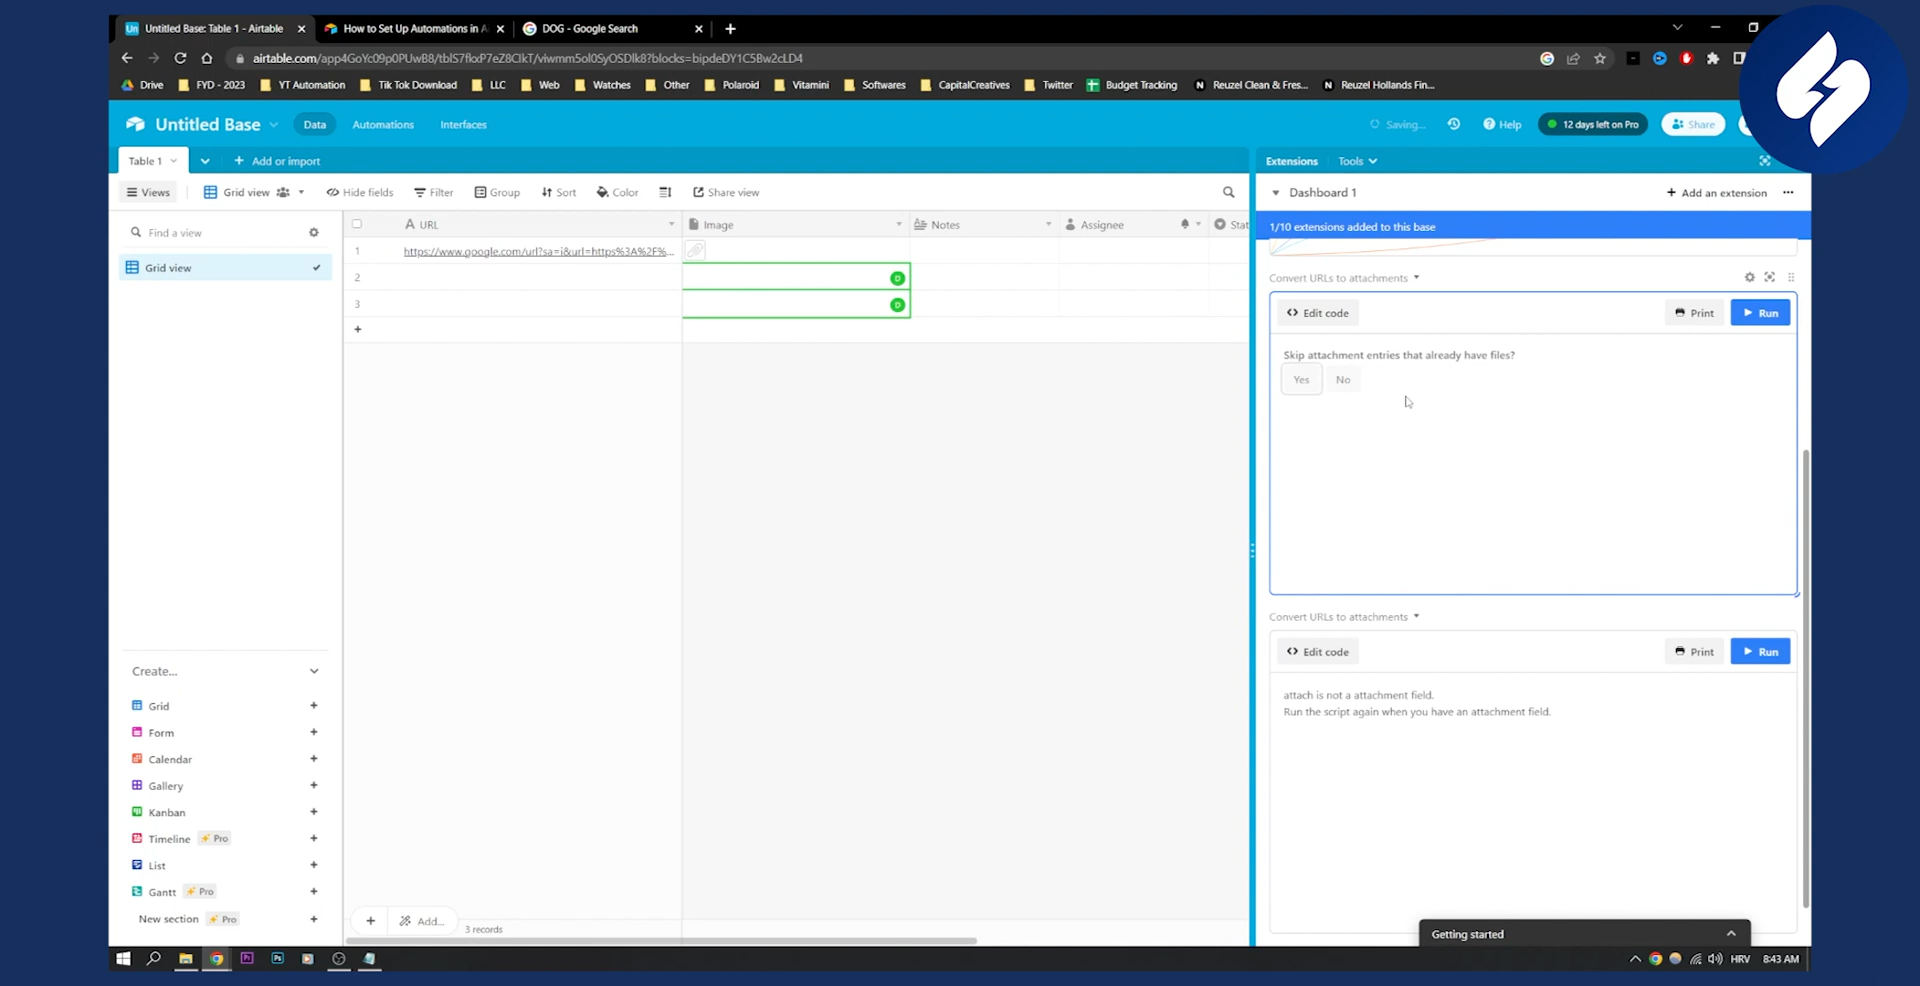 Un Untitled Base: Table 1 - Airtable
How to Set Up Automations in A
DOG - Google Search
airtable.com/app4GoYc09p0PUwB8/tblS7fkxP7eZ8ClkT/viwmm5ol0SyOSDlk8?blocks=bipdeDY1C5Bw2cLD4
Drive
FYD - 2023
YT Automation
Tik Tok Download
LLC
Web
Watches
Other
Polaroid
Vitamini
Softwares
CapitalCreatives
Twitter
Budget Tracking
N Reuzel Clean & Fres...
N Reuzel Hollands Fin...
Untitled Base
Data
Automations
Interfaces
Saving...
Help
12 days left on Pro
Share
Table 1
Add or import
Extensions
Tools
Views
Grid view
Hide fields
Filter
Group
Sort
Color
Share view
Dashboard 1
Add an extension
Find a view
A URL
Image
Notes
Assignee
Stat
1/10 extensions added to this base
1 https://www.google.com/url?sa=i&url=https%3A%2F%...
Grid view
2 D
3 D
Convert URLs to attachments
Edit code
Print
Run
Skip attachment entries that already have files?
Yes
No
Convert URLs to attachments
Edit code
Print
Run
attach is not a attachment field.
Run the script again when you have an attachment field.
Create...
Grid
Form
Calendar
Gallery
Kanban
Timeline Pro
List
Gantt Pro
New section Pro
Add...
3 records
Getting started
Pr
Ps
HRV
8:43 AM